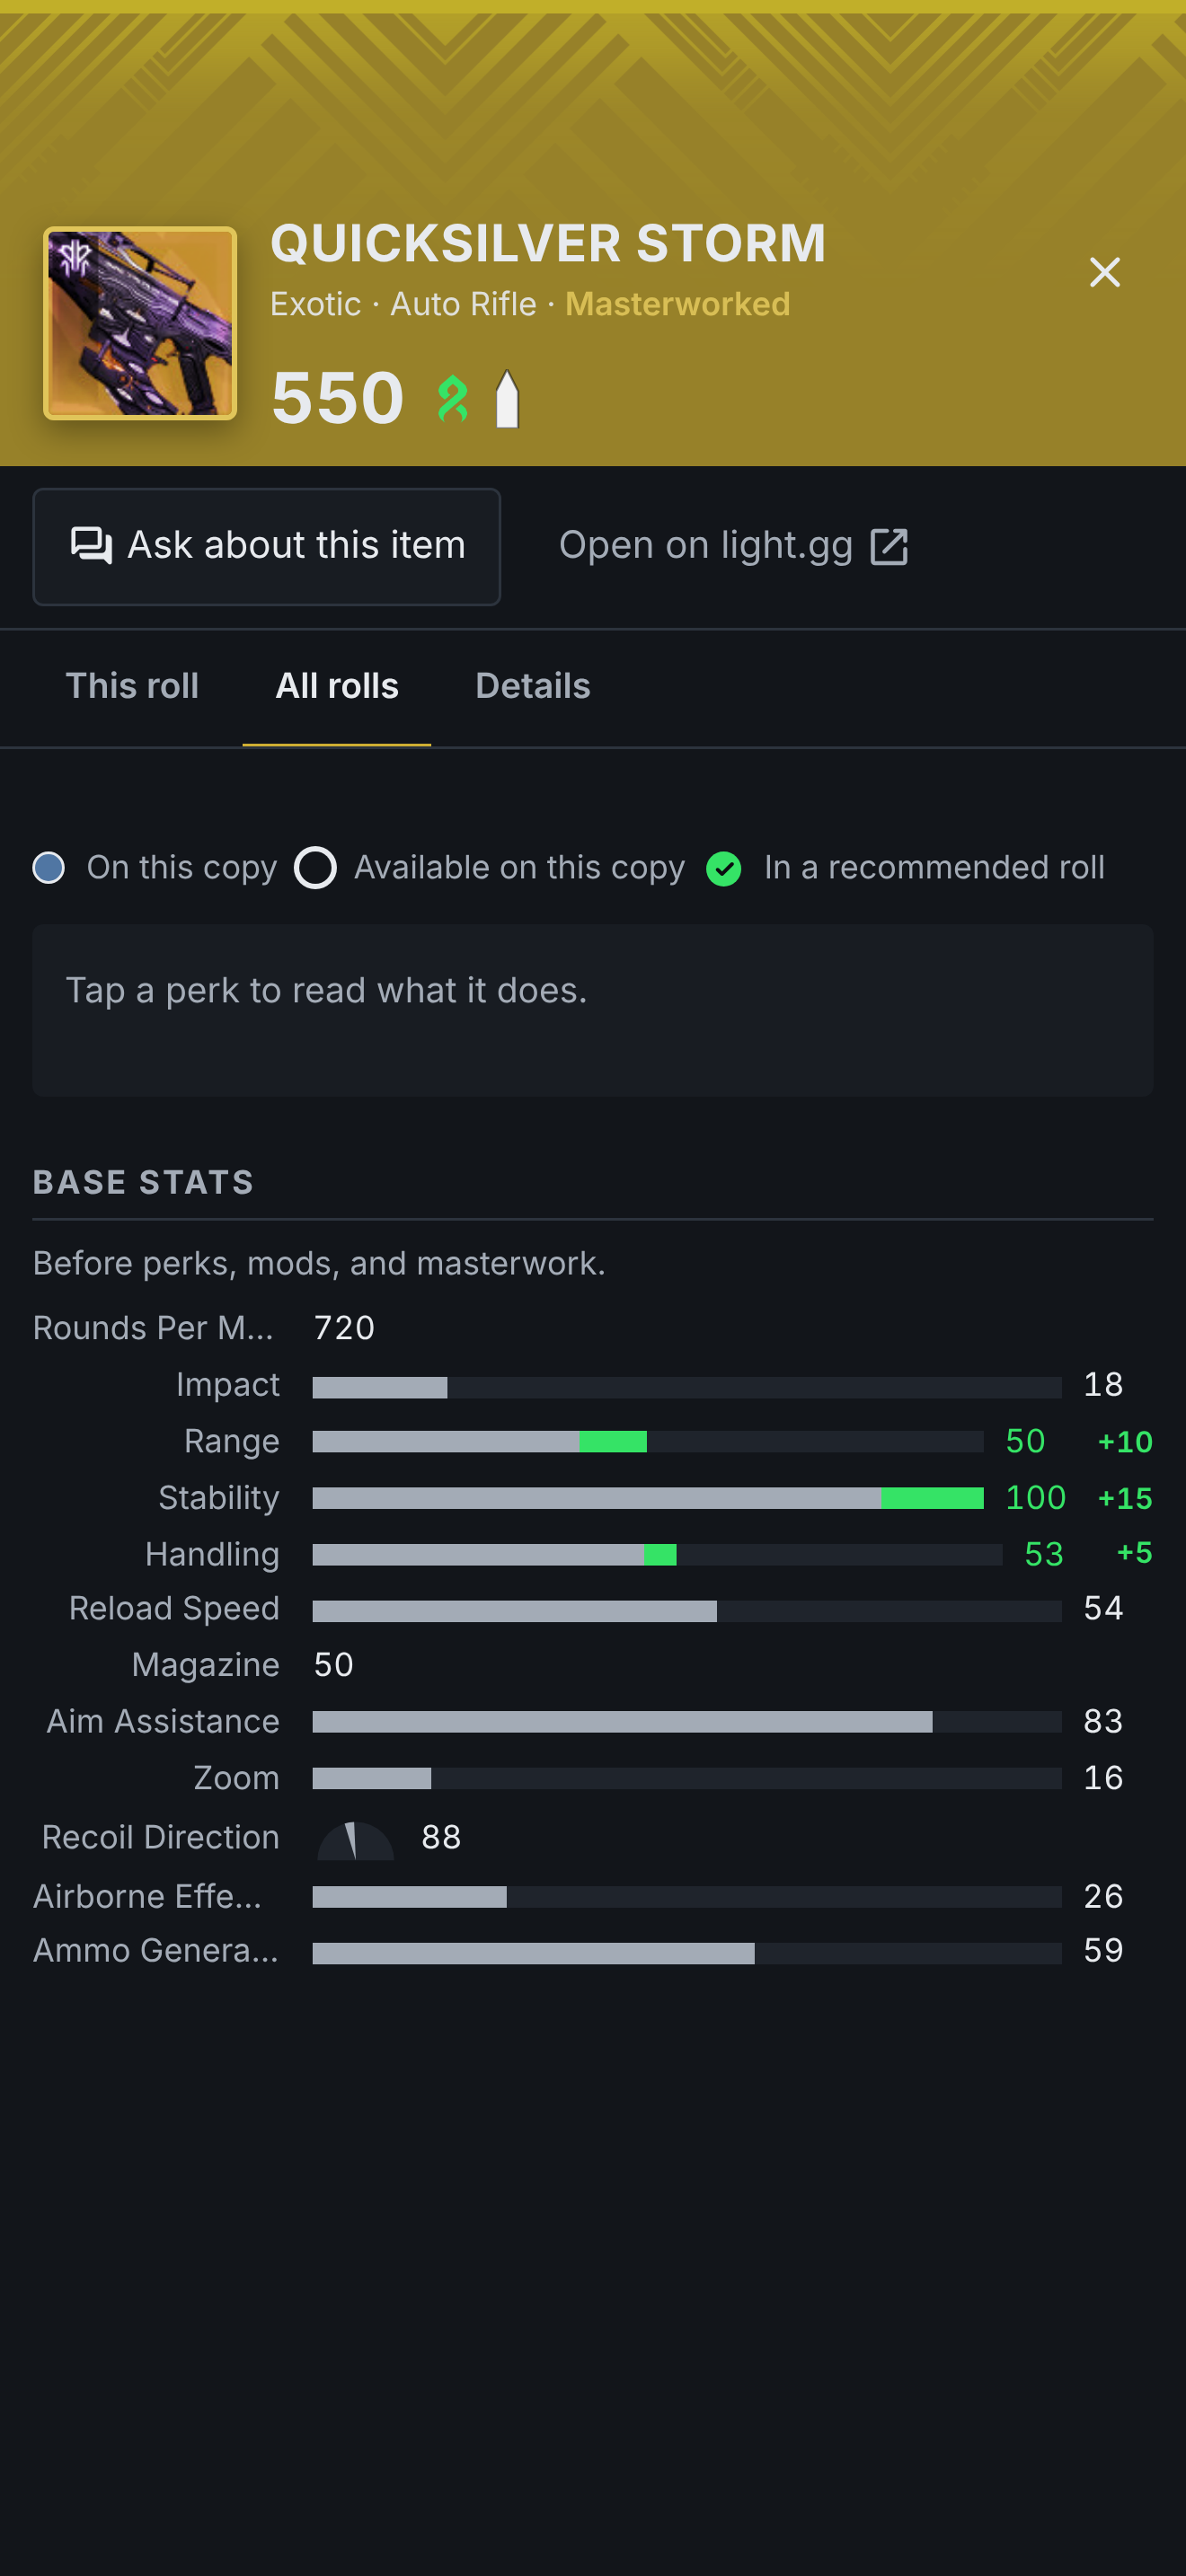 QUICKSILVER STORM
Exotic · Auto Rifle · Masterworked
550
Ask about this item
Open on light.gg
This roll
All rolls
Details
On this copy
Available on this copy
In a recommended roll
Tap a perk to read what it does.
BASE STATS
Before perks, mods, and masterwork.
Rounds Per M... 720
Impact 18
Range 50 +10
Stability 100 +15
Handling 53 +5
Reload Speed 54
Magazine 50
Aim Assistance 83
Zoom 16
Recoil Direction 88
Airborne Effe... 26
Ammo Genera... 59